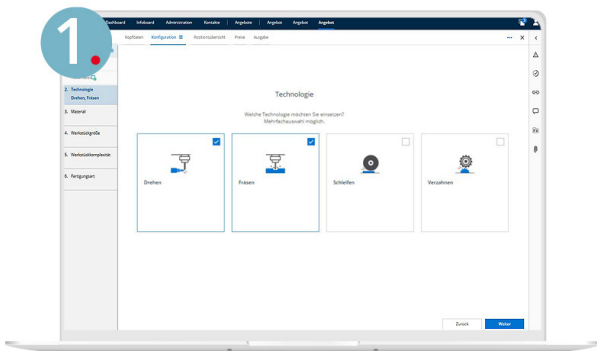 1.
Dashboard Infoboard Administration Kontakte Angebote Angebot Angebot Angebot
Kopfdaten Konfiguration Positionsübersicht Preise Ausgabe
2. Technologie
Drehen, Fräsen
3. Material
4. Werkstückgröße
5. Werkstückkomplexität
6. Fertigungsart
Technologie
Welche Technologie möchten Sie einsetzen?
Mehrfachauswahl möglich.
Drehen
Fräsen
Schleifen
Verzahnen
Zurück
Weiter